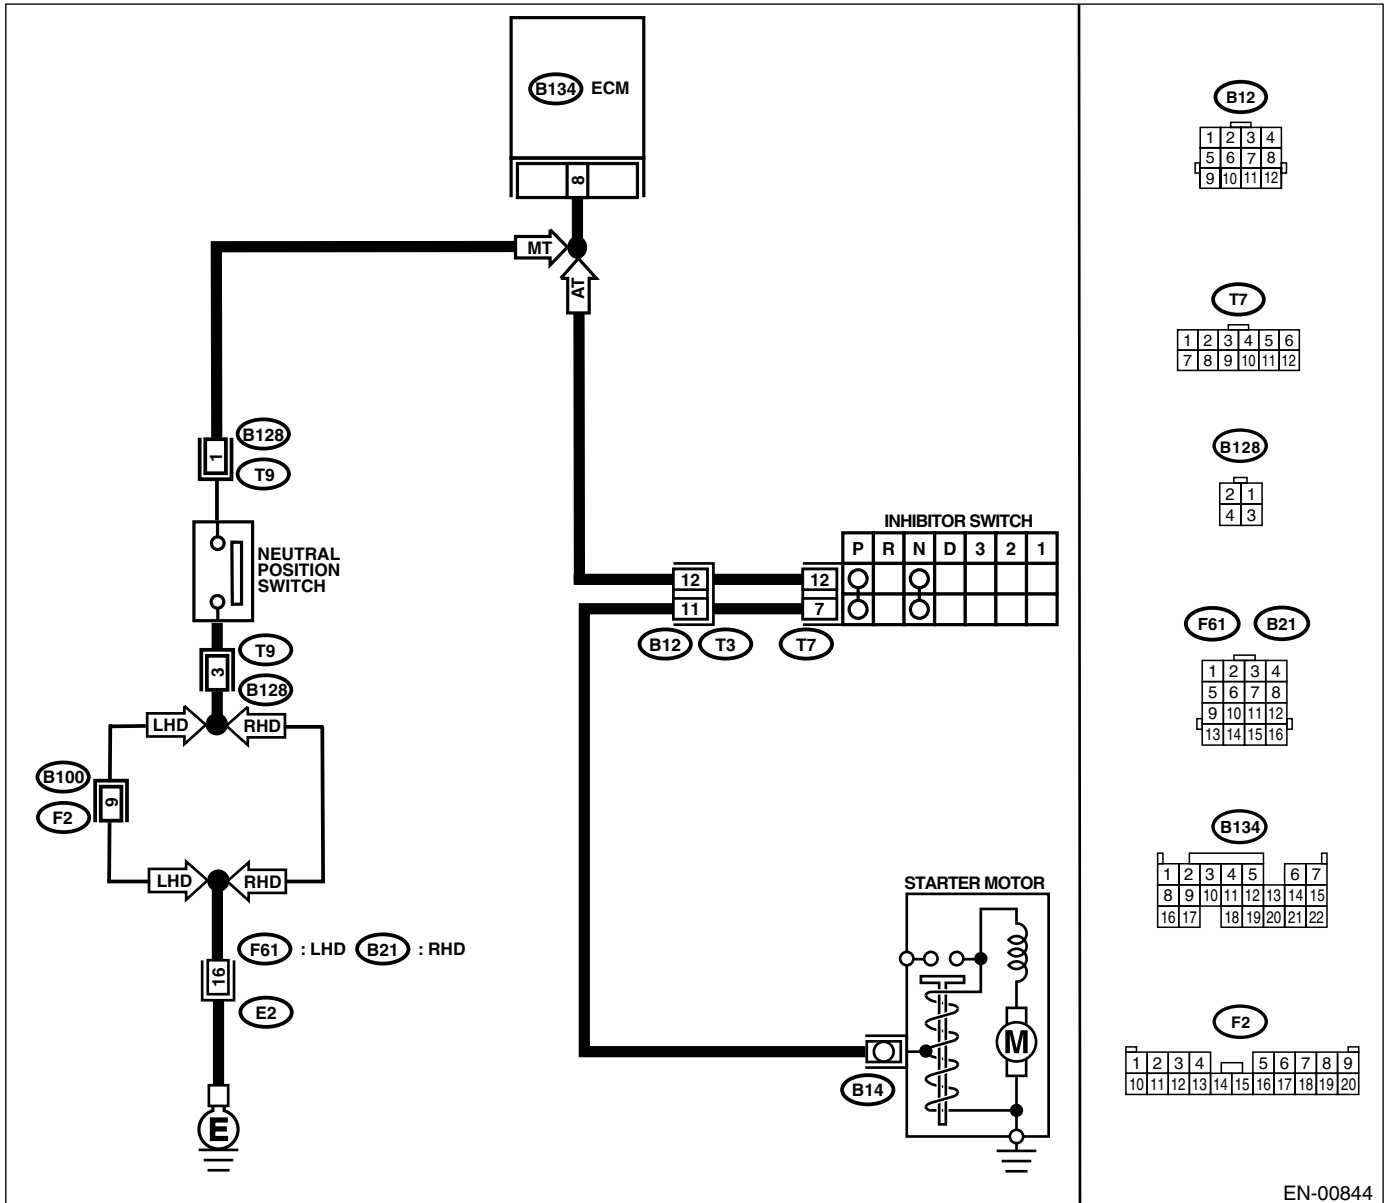 B134 ECM
8
MT
AT
B128
1
T9
NEUTRAL
POSITION
SWITCH
T9
3
B128
LHD RHD
B100
9
F2
LHD RHD
F61 : LHD B21 : RHD
16
E2
E
INHIBITOR SWITCH
P R N D 3 2 1
12 12
11 7
B12 T3 T7
STARTER MOTOR
M
B14
B12
1 2 3 4
5 6 7 8
9 10 11 12
T7
1 2 3 4 5 6
7 8 9 10 11 12
B128
2 1
4 3
F61 B21
1 2 3 4
5 6 7 8
9 10 11 12
13 14 15 16
B134
1 2 3 4 5 6 7
8 9 10 11 12 13 14 15
16 17 18 19 20 21 22
F2
1 2 3 4 5 6 7 8 9
10 11 12 13 14 15 16 17 18 19 20
EN-00844